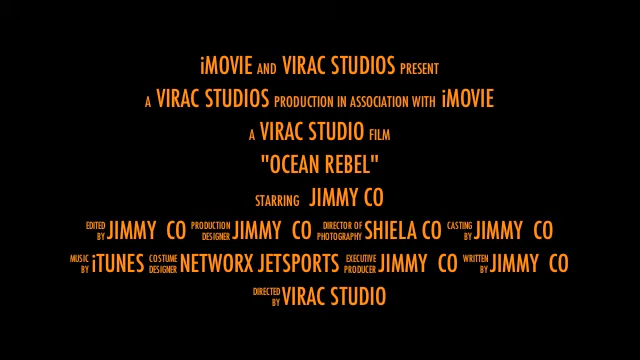 iMOVIE AND VIRAC STUDIOS PRESENT
A VIRAC STUDIOS PRODUCTION IN ASSOCIATION WITH iMOVIE
A VIRAC STUDIO FILM
"OCEAN REBEL"
STARRING JIMMY CO
EDITED BY JIMMY CO PRODUCTION DESIGNER JIMMY CO DIRECTOR OF PHOTOGRAPHY SHIELA CO CASTING BY JIMMY CO
MUSIC BY iTUNES COSTUME DESIGNER NETWORX JETSPORTS EXECUTIVE PRODUCER JIMMY CO WRITTEN BY JIMMY CO
DIRECTED BY VIRAC STUDIO